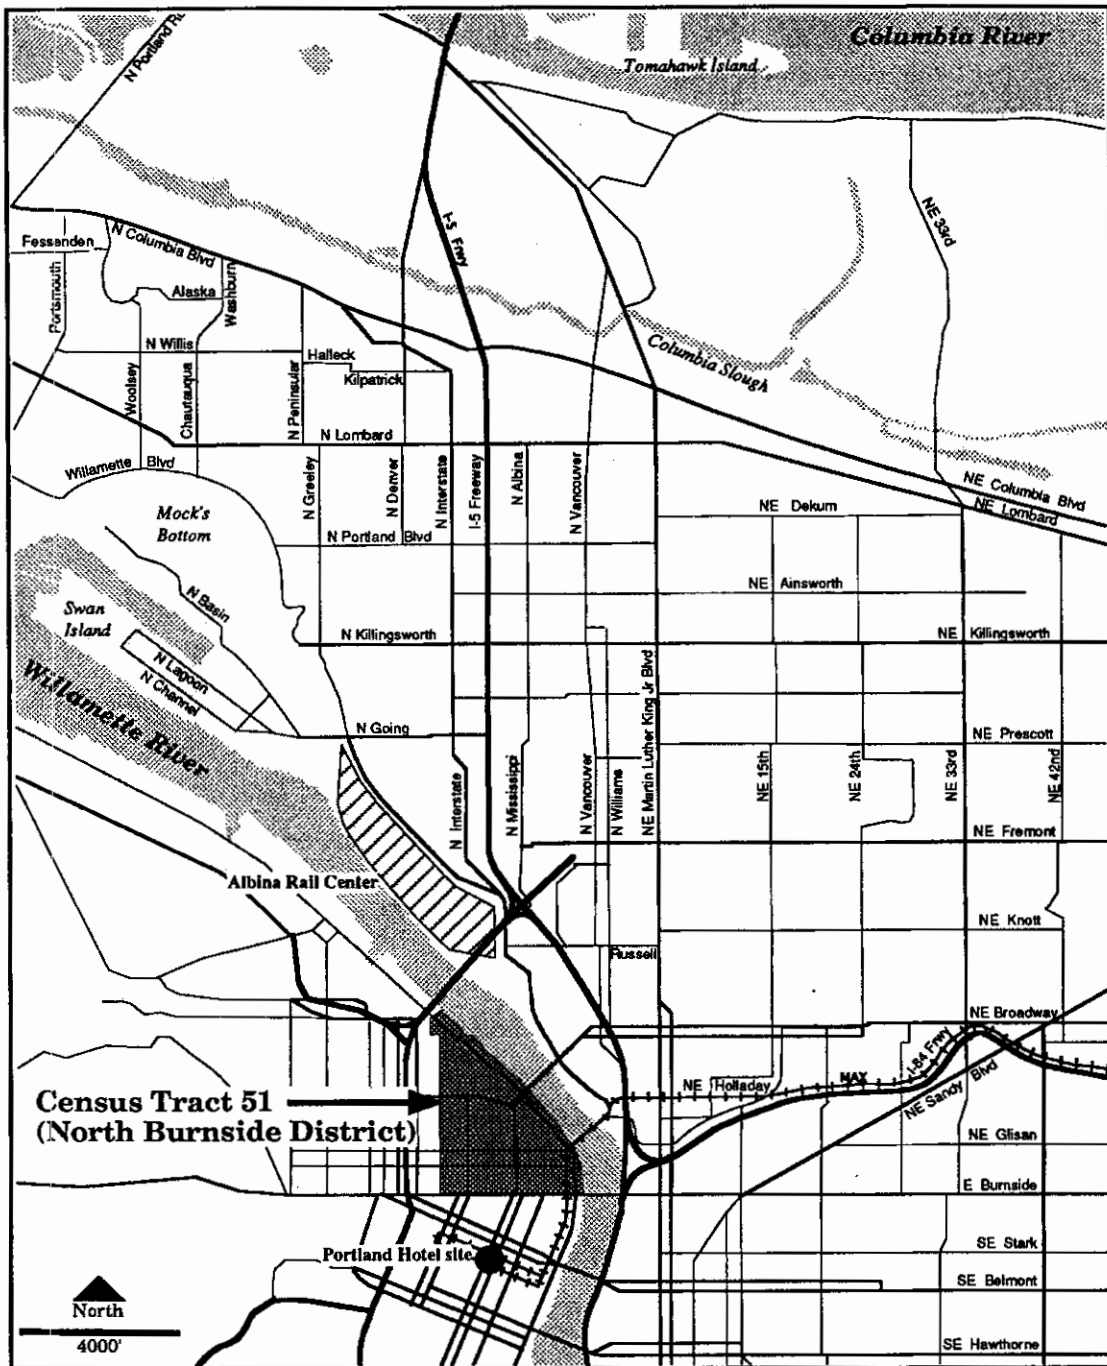 Columbia River
Tomahawk Island
N Portland R
I-5 Frwy
NE 33rd
Fessenden
N Columbia Blvd
Portsmouth
Alaska
Washburn
N Willis
Halleck
Kilpatrick
Columbia Slough
Woolsey
Chautauqua
N Peninsular
N Lombard
Willamette Blvd
N Greeley
N Denver
N Interstate
I-5 Freeway
N Albina
N Vancouver
NE Columbia Blvd
NE Lombard
NE Dekum
Mock's
Bottom
N Portland Blvd
NE Ainsworth
N Basin
Swan
Island
N Killingsworth
NE Killingsworth
N Lagoon
N Channel
Willamette River
N Going
NE Prescott
N Interstate
N Mississippi
N Vancouver
N Williams
NE Martin Luther King Jr Blvd
NE 15th
NE 24th
NE 33rd
NE 42nd
NE Fremont
Albina Rail Center
NE Knott
Russell
NE Broadway
I-84 Frwy
NE Holladay
MAX
NE Sandy Blvd
Census Tract 51
(North Burnside District)
NE Glisan
E Burnside
Portland Hotel site
SE Stark
SE Belmont
North
4000'
SE Hawthorne